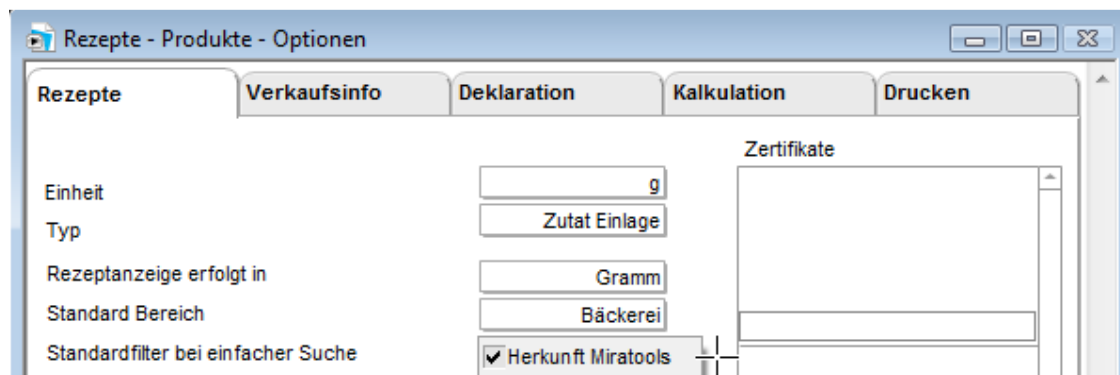 Rezepte - Produkte - Optionen
Rezepte Verkaufsinfo Deklaration Kalkulation Drucken
Zertifikate
Einheit g
Typ Zutat Einlage
Rezeptanzeige erfolgt in Gramm
Standard Bereich Bäckerei
Standardfilter bei einfacher Suche Herkunft Miratools